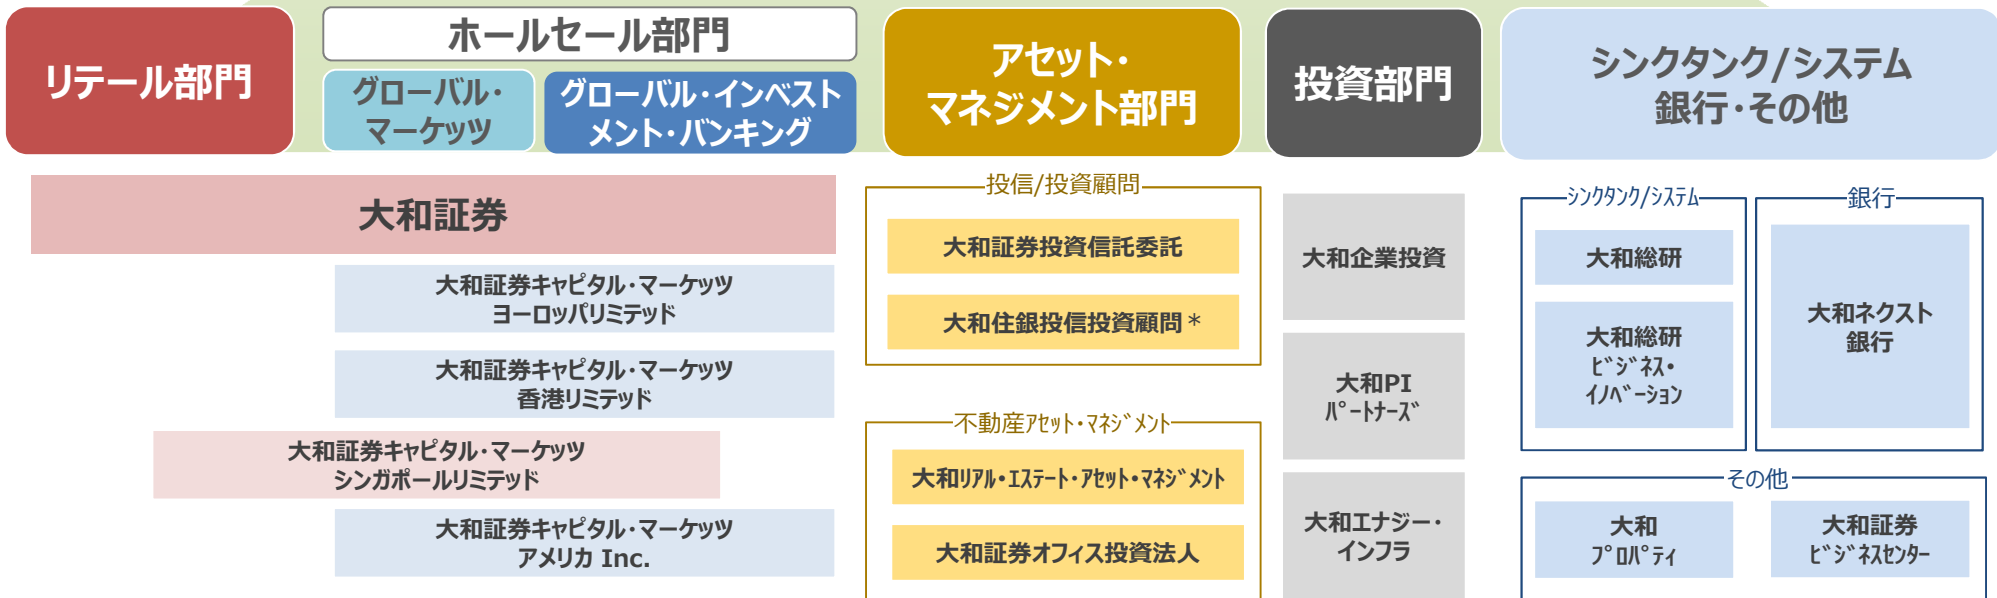 リテール部門
ホールセール部門
グローバル・
マーケッツ
グローバル・インベスト
メント・バンキング
アセット・
マネジメント部門
投資部門
シンクタンク/システム
銀行・その他
大和証券
大和証券キャピタル・マーケッツ
ヨーロッパリミテッド
大和証券キャピタル・マーケッツ
香港リミテッド
大和証券キャピタル・マーケッツ
シンガポールリミテッド
大和証券キャピタル・マーケッツ
アメリカ Inc.
投信/投資顧問
大和証券投資信託委託
大和住銀投信投資顧問＊
不動産ｱｾｯﾄ・ﾏﾈｼﾞﾒﾝﾄ
大和ﾘｱﾙ・ｴｽﾃｰﾄ・ｱｾｯﾄ・ﾏﾈｼﾞﾒﾝﾄ
大和証券オフィス投資法人
大和企業投資
大和PI
ﾊﾟｰﾄﾅｰｽﾞ
大和エナジー・
インフラ
ｼﾝｸﾀﾝｸ/ｼｽﾃﾑ
大和総研
大和総研
ﾋﾞｼﾞﾈｽ・
ｲﾉﾍﾞｰｼｮﾝ
銀行
大和ネクスト
銀行
その他
大和
ﾌﾟﾛﾊﾟﾃｨ
大和証券
ﾋﾞｼﾞﾈｽｾﾝﾀｰ